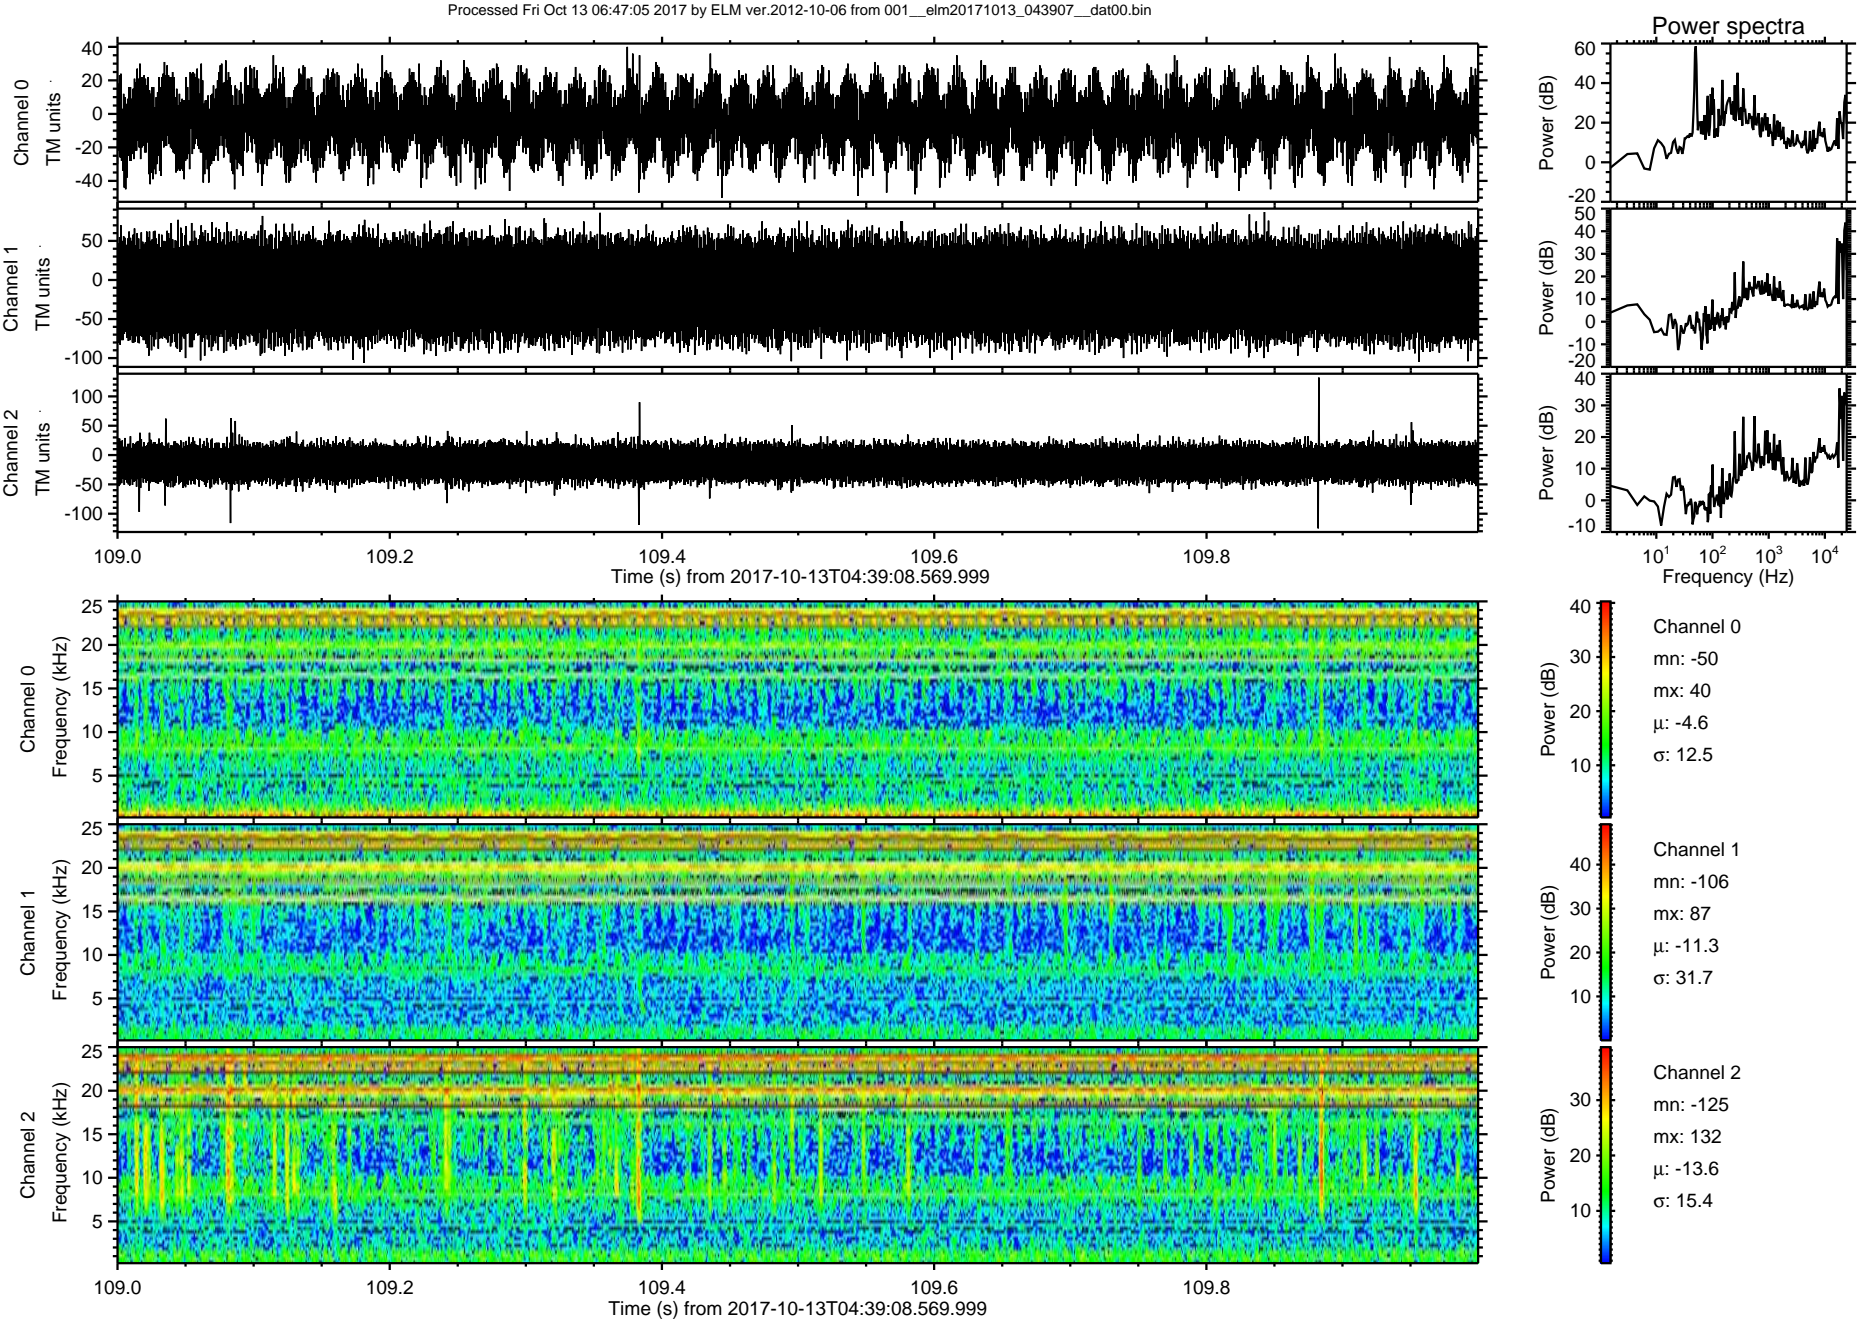 Processed Fri Oct 13 06:47:05 2017 by ELM ver.2012-10-06 from 001__elm20171013_043907__dat00.bin
Power spectra
Channel 0
TM units
40
20
0
-20
-40
Power (dB)
60
40
20
0
-20
Channel 1
TM units
50
0
-50
-100
Power (dB)
50
40
30
20
10
0
-10
-20
Channel 2
TM units
100
50
0
-50
-100
Power (dB)
40
30
20
10
0
-10
109.0 109.2 109.4 109.6 109.8
Time (s) from 2017-10-13T04:39:08.569.999
10¹ 10² 10³ 10⁴
Frequency (Hz)
Channel 0
Frequency (kHz)
25
20
15
10
5
Power (dB)
40
30
20
10
Channel 0
mn: -50
mx: 40
μ: -4.6
σ: 12.5
Channel 1
Frequency (kHz)
25
20
15
10
5
Power (dB)
40
30
20
10
Channel 1
mn: -106
mx: 87
μ: -11.3
σ: 31.7
Channel 2
Frequency (kHz)
25
20
15
10
5
Power (dB)
30
20
10
Channel 2
mn: -125
mx: 132
μ: -13.6
σ: 15.4
109.0 109.2 109.4 109.6 109.8
Time (s) from 2017-10-13T04:39:08.569.999